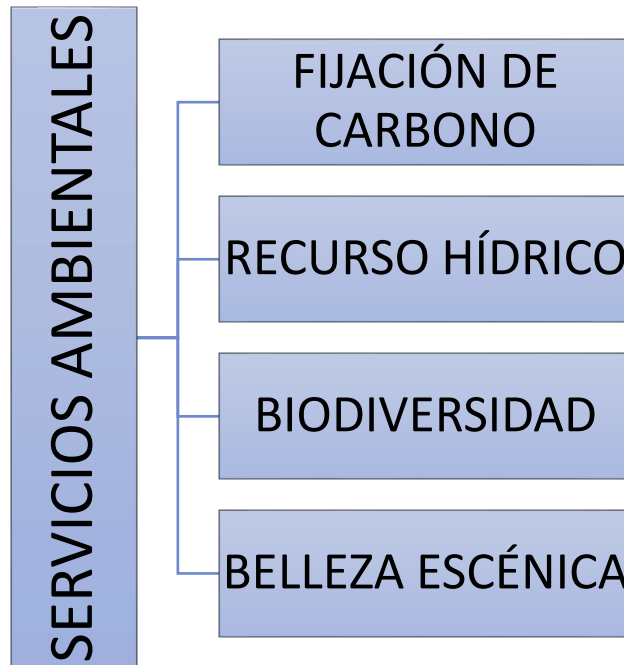 SERVICIOS AMBIENTALES
FIJACIÓN DE
CARBONO
RECURSO HÍDRICO
BIODIVERSIDAD
BELLEZA ESCÉNICA